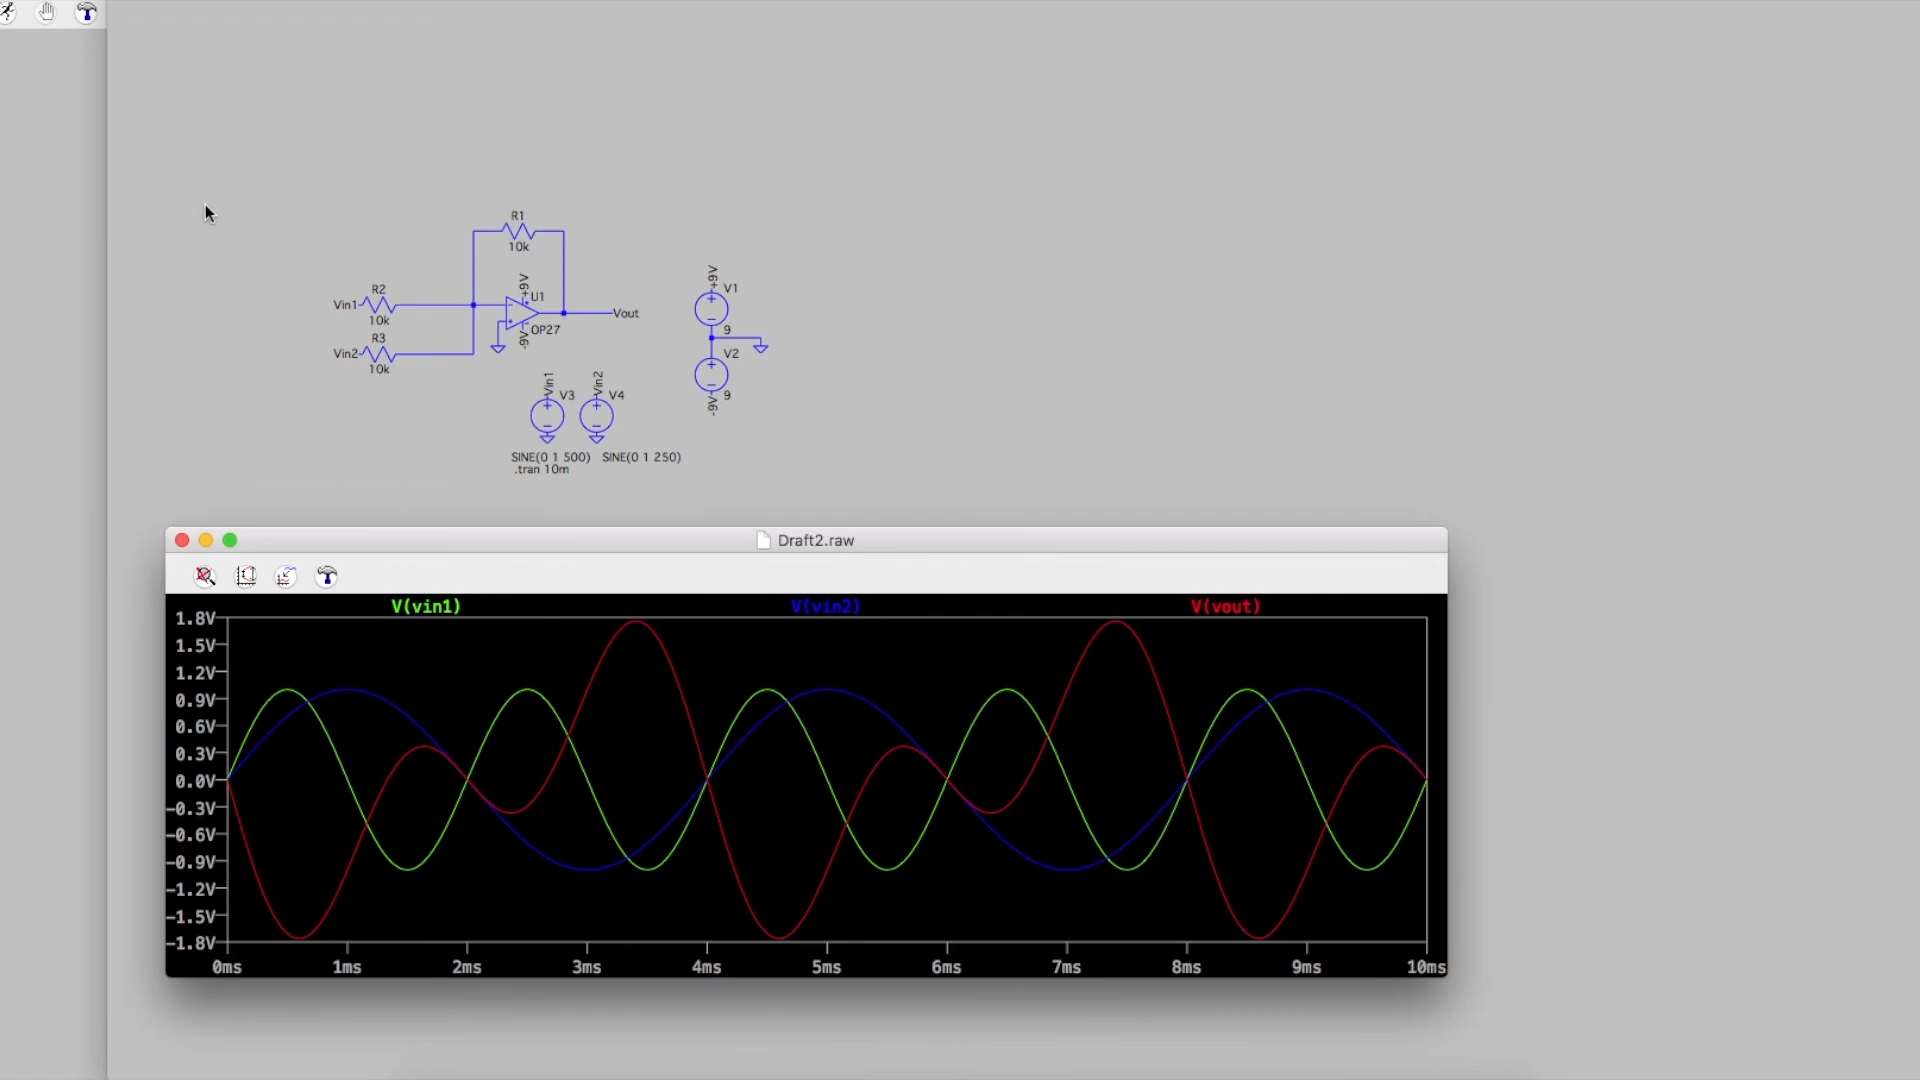 R1
10k
+9V
U1
R2
Vin1
10k
Vout
OP27
-9V
R3
Vin2
10k
+9V
V1
9
V2
9
-9V
Vin1
V3
Vin2
V4
SINE(0 1 500) SINE(0 1 250)
.tran 10m
Draft2.raw
V(vin1) V(vin2) V(vout)
1.8V
1.5V
1.2V
0.9V
0.6V
0.3V
0.0V
-0.3V
-0.6V
-0.9V
-1.2V
-1.5V
-1.8V
0ms 1ms 2ms 3ms 4ms 5ms 6ms 7ms 8ms 9ms 10ms